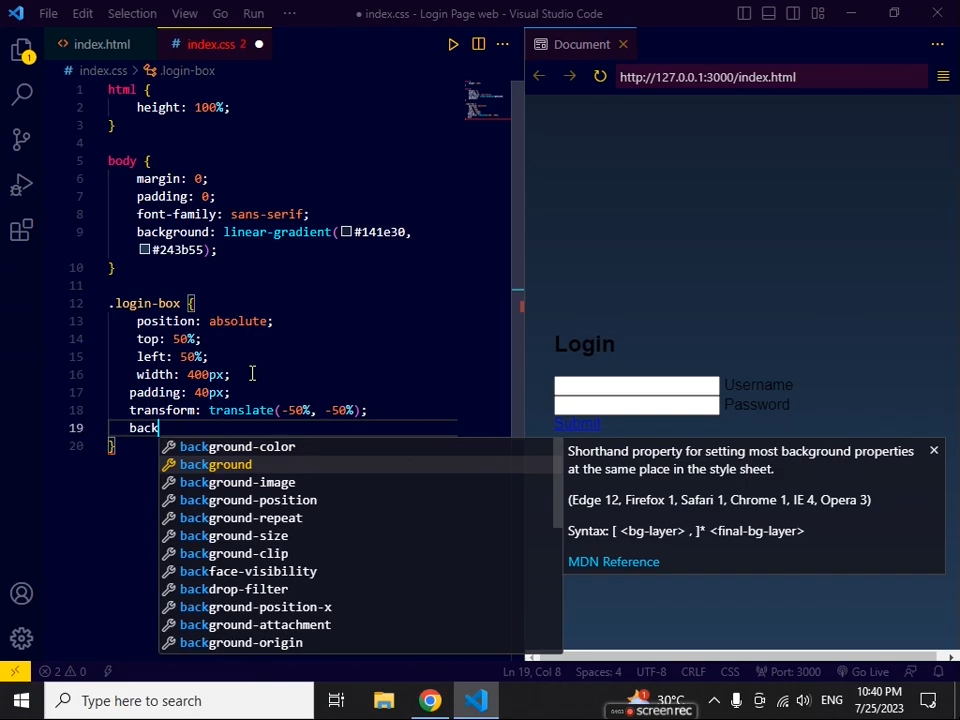 File Edit Selection View Go Run ··· ● index.css - Login Page web - Visual Studio Code
index.html # index.css 2 ● ···
Document ×
# index.css > .login-box
http://127.0.0.1:3000/index.html
1 html {
2 height: 100%;
3 }
4
5 body {
6 margin: 0;
7 padding: 0;
8 font-family: sans-serif;
9 background: linear-gradient(#141e30,
#243b55);
10 }
11
12 .login-box {
13 position: absolute;
14 top: 50%;
15 left: 50%;
16 width: 400px;
17 padding: 40px;
18 transform: translate(-50%, -50%);
19 back
20 }
background-color
background
background-image
background-position
background-repeat
background-size
background-clip
backface-visibility
backdrop-filter
background-position-x
background-attachment
background-origin
Login
Username
Password
Submit
Shorthand property for setting most background properties
at the same place in the style sheet.
(Edge 12, Firefox 1, Safari 1, Chrome 1, IE 4, Opera 3)
Syntax: [ <bg-layer> , ]* <final-bg-layer>
MDN Reference
2 0 Ln 19, Col 9 Spaces: 4 UTF-8 CRLF CSS Port: 3000 Go Live
Type here to search
30°C
screenrec
ENG
10:40 PM
7/25/2023